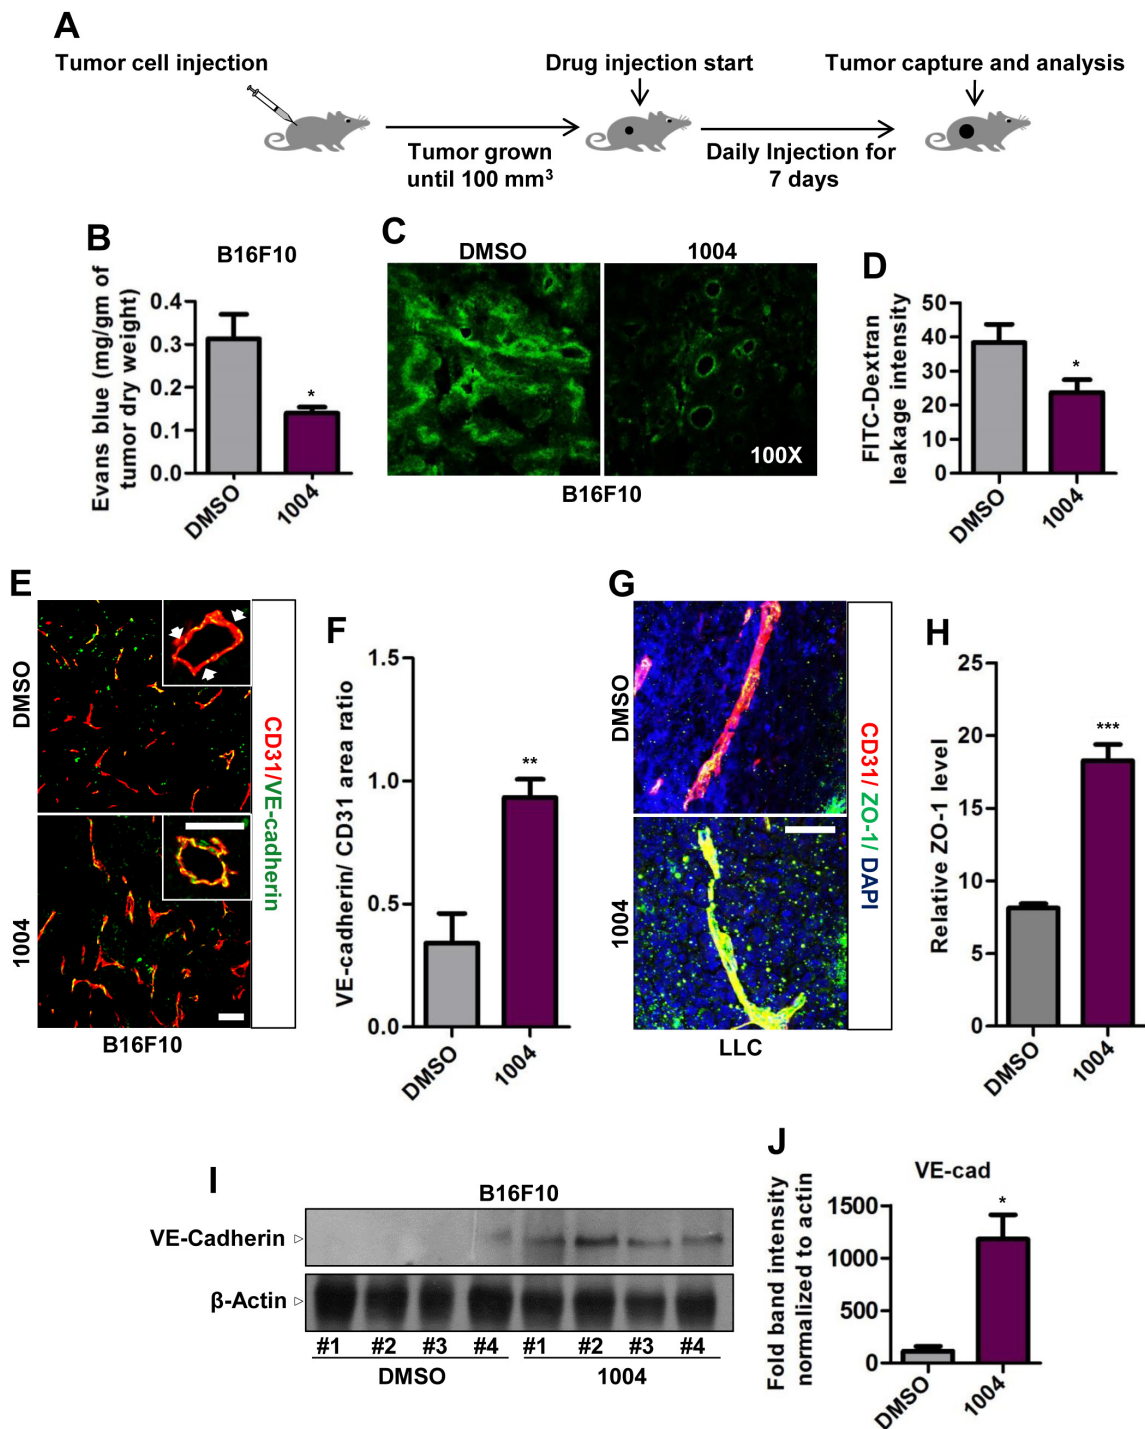 A
Tumor cell injection
Drug injection start
Tumor capture and analysis
Tumor grown
until 100 mm³
Daily Injection for
7 days
B
B16F10
Evans blue (mg/gm of
tumor dry weight)
0.4
0.3
0.2
0.1
0.0
*
DMSO
1004
C
DMSO
1004
100X
B16F10
D
FITC-Dextran
leakage intensity
50
40
30
20
10
0
*
DMSO
1004
E
DMSO
1004
CD31/VE-cadherin
B16F10
F
VE-cadherin/ CD31 area ratio
1.5
1.0
0.5
0.0
**
DMSO
1004
G
DMSO
1004
CD31/ ZO-1/ DAPI
LLC
H
Relative ZO-1 level
25
20
15
10
5
0
***
DMSO
1004
I
B16F10
VE-Cadherin
β-Actin
#1 #2 #3 #4 #1 #2 #3 #4
DMSO 1004
J
VE-cad
Fold band intensity
normalized to actin
1500
1000
500
0
*
DMSO
1004